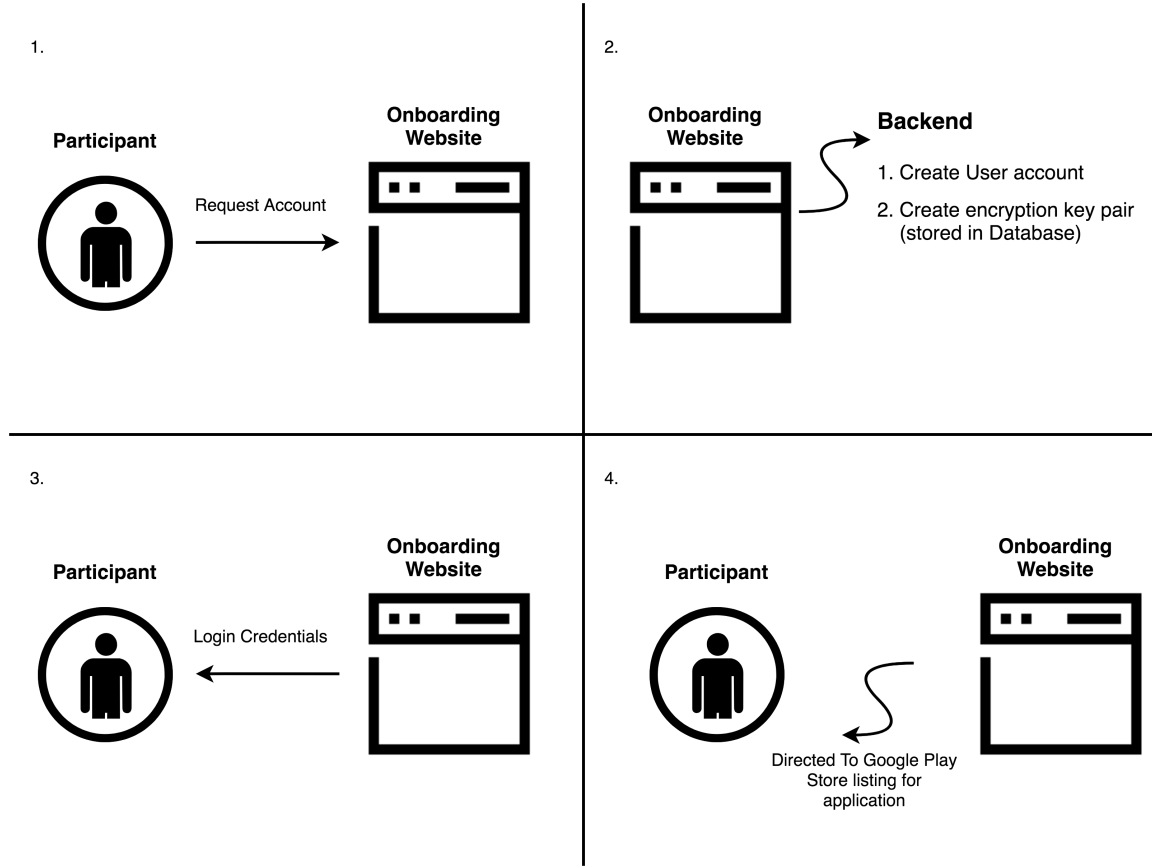 1.
Participant
Onboarding
Website
Request Account
2.
Onboarding
Website
Backend
1. Create User account
2. Create encryption key pair
(stored in Database)
3.
Participant
Onboarding
Website
Login Credentials
4.
Participant
Onboarding
Website
Directed To Google Play
Store listing for
application